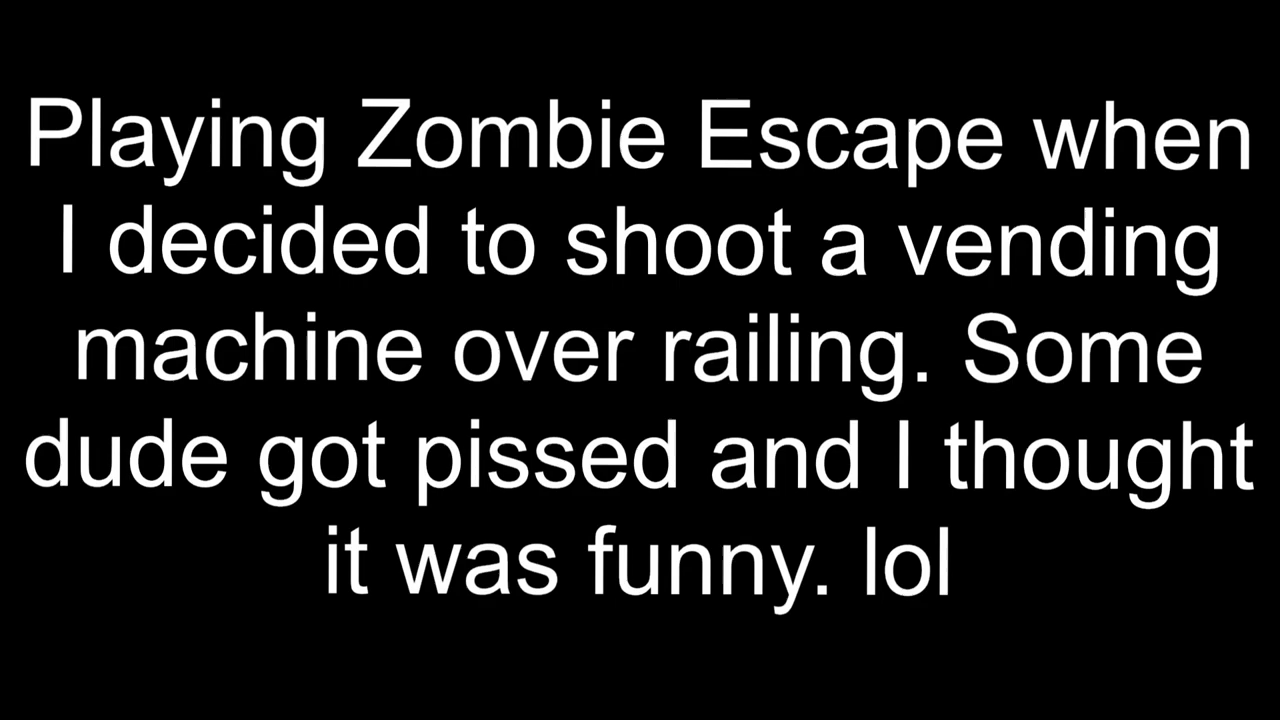 Playing Zombie Escape when
I decided to shoot a vending
machine over railing. Some
dude got pissed and I thought
it was funny. lol